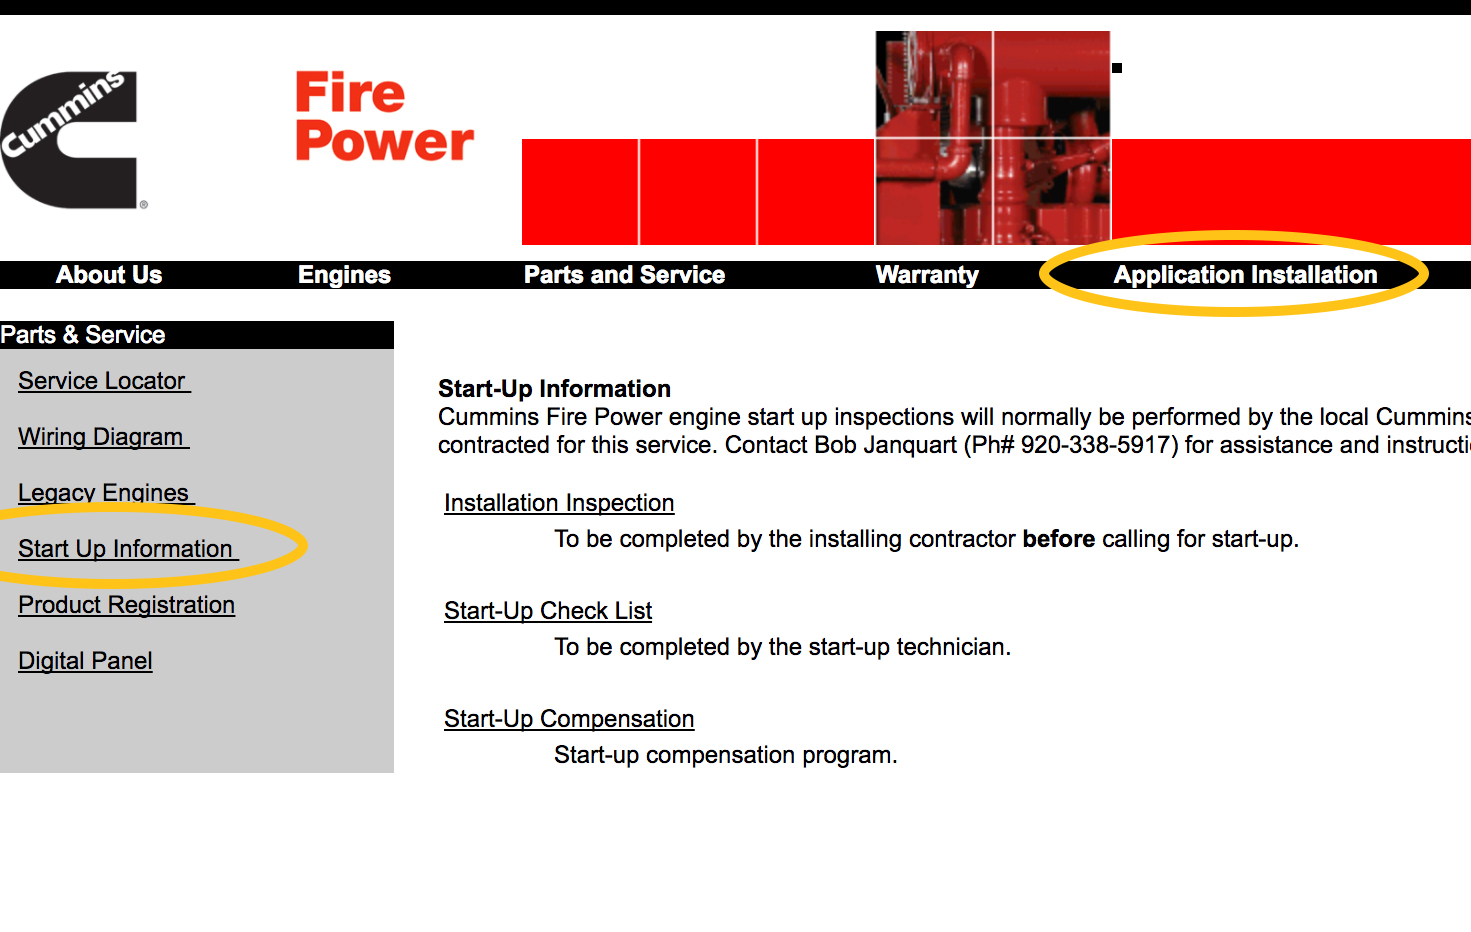 Cummins
®
Fire
Power
About Us
Engines
Parts and Service
Warranty
Application Installation
Parts & Service
Service Locator
Wiring Diagram
Legacy Engines
Start Up Information
Product Registration
Digital Panel
Start-Up Information
Cummins Fire Power engine start up inspections will normally be performed by the local Cummins
contracted for this service. Contact Bob Janquart (Ph# 920-338-5917) for assistance and instructi
Installation Inspection
To be completed by the installing contractor before calling for start-up.
Start-Up Check List
To be completed by the start-up technician.
Start-Up Compensation
Start-up compensation program.